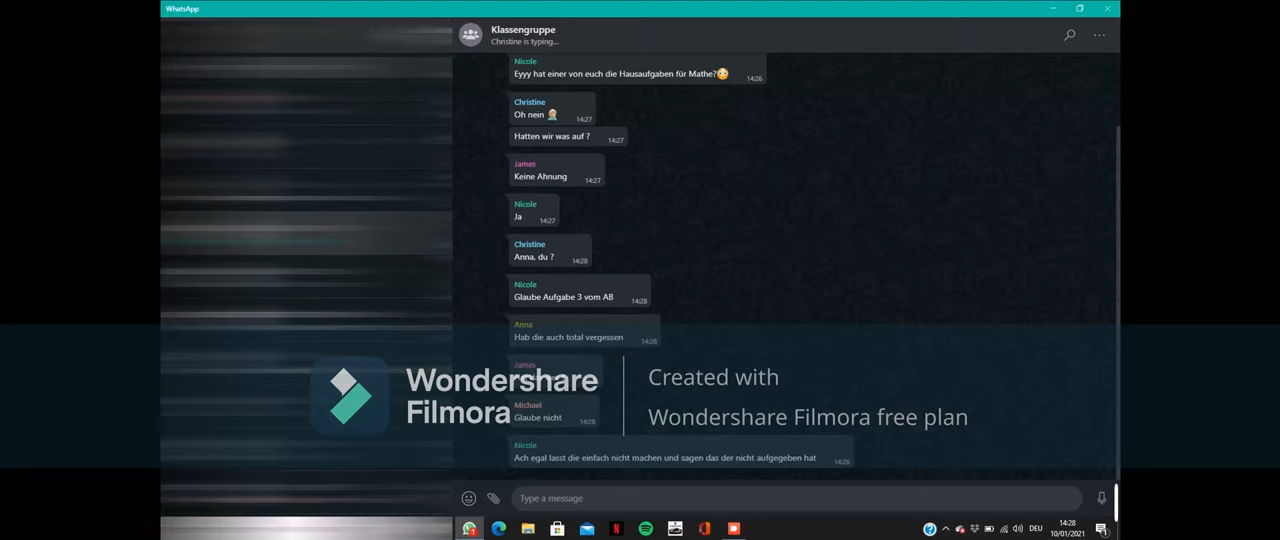 WhatsApp
Klassengruppe
Christine is typing...
Nicole
Eyyy hat einer von euch die Hausaufgaben für Mathe?
14:26
Christine
Oh nein
14:27
Hatten wir was auf ?
14:27
James
Keine Ahnung
14:27
Nicole
Ja
14:27
Christine
Anna, du ?
14:28
Nicole
Glaube Aufgabe 3 vom AB
14:28
Anna
Hab die auch total vergessen
14:28
James
Wondershare
Filmora
Created with
Wondershare Filmora free plan
Michael
Glaube nicht
14:28
Nicole
Ach egal lasst die einfach nicht machen und sagen das der nicht aufgegeben hat
14:28
Type a message
DEU
14:28
10/01/2021